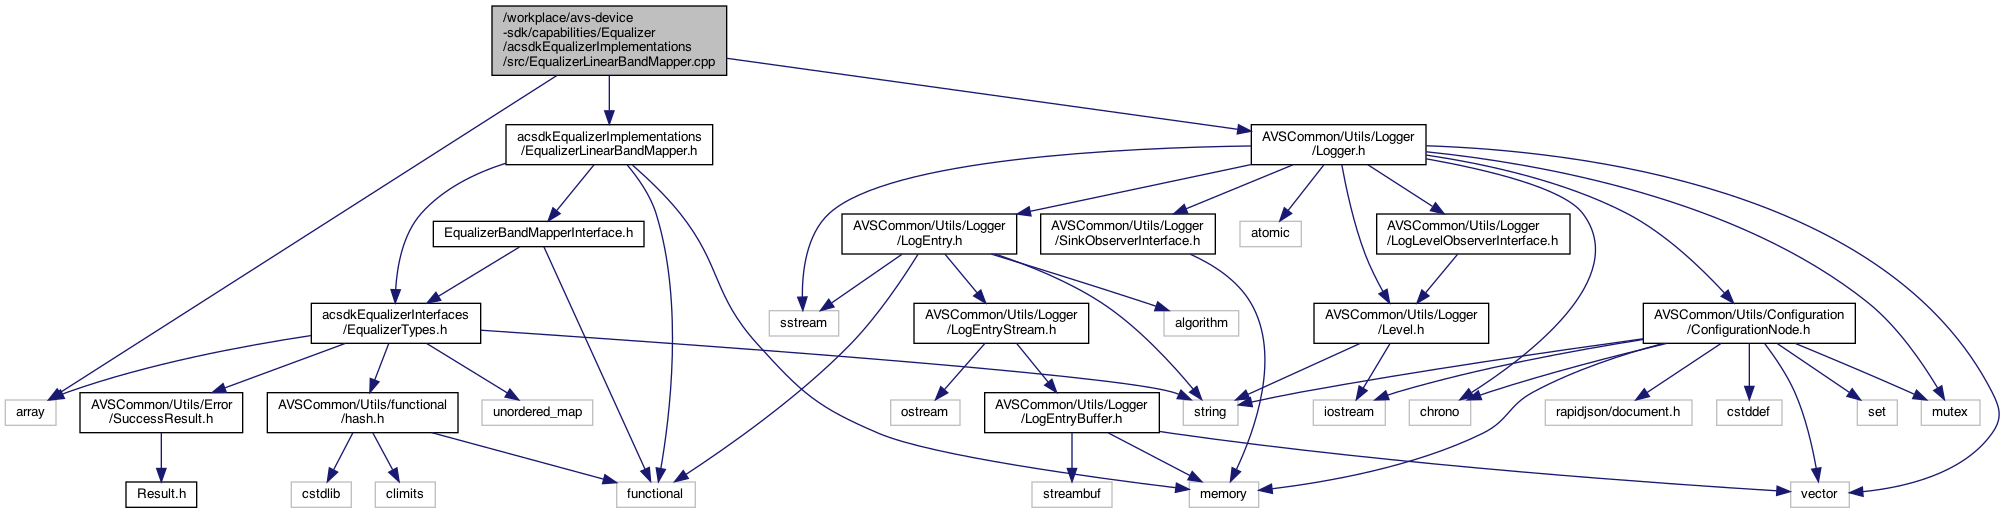 /workplace/avs-device
-sdk/capabilities/Equalizer
/acsdkEqualizerImplementations
/src/EqualizerLinearBandMapper.cpp
acsdkEqualizerImplementations
/EqualizerLinearBandMapper.h
AVSCommon/Utils/Logger
/Logger.h
EqualizerBandMapperInterface.h
AVSCommon/Utils/Logger
/LogEntry.h
AVSCommon/Utils/Logger
/SinkObserverInterface.h
atomic
AVSCommon/Utils/Logger
/LogLevelObserverInterface.h
acsdkEqualizerInterfaces
/EqualizerTypes.h
sstream
AVSCommon/Utils/Logger
/LogEntryStream.h
algorithm
AVSCommon/Utils/Logger
/Level.h
AVSCommon/Utils/Configuration
/ConfigurationNode.h
array
AVSCommon/Utils/Error
/SuccessResult.h
AVSCommon/Utils/functional
/hash.h
unordered_map
ostream
AVSCommon/Utils/Logger
/LogEntryBuffer.h
string
iostream
chrono
rapidjson/document.h
cstddef
set
mutex
Result.h
cstdlib
climits
functional
streambuf
memory
vector